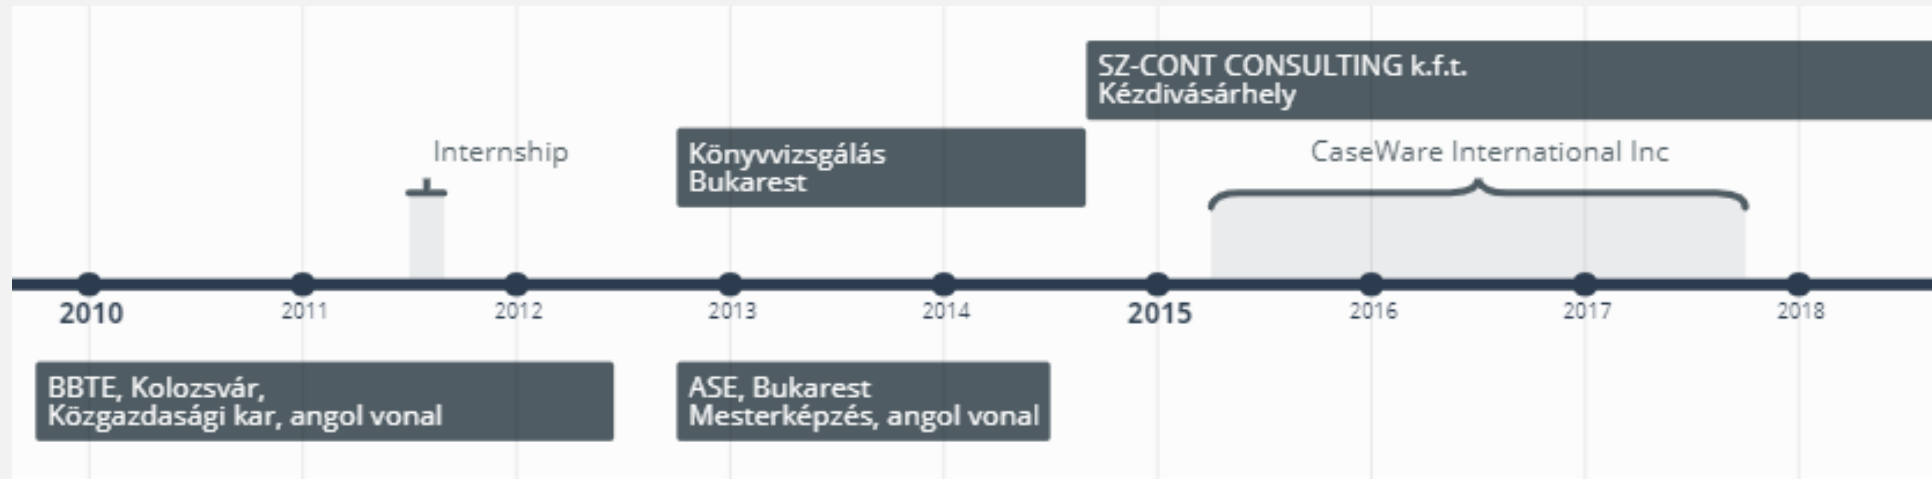 SZ-CONT CONSULTING k.f.t.
Kézdivásárhely
Internship
Könyvvizsgálás
Bukarest
CaseWare International Inc
2010
2011
2012
2013
2014
2015
2016
2017
2018
BBTE, Kolozsvár,
Közgazdasági kar, angol vonal
ASE, Bukarest
Mesterképzés, angol vonal